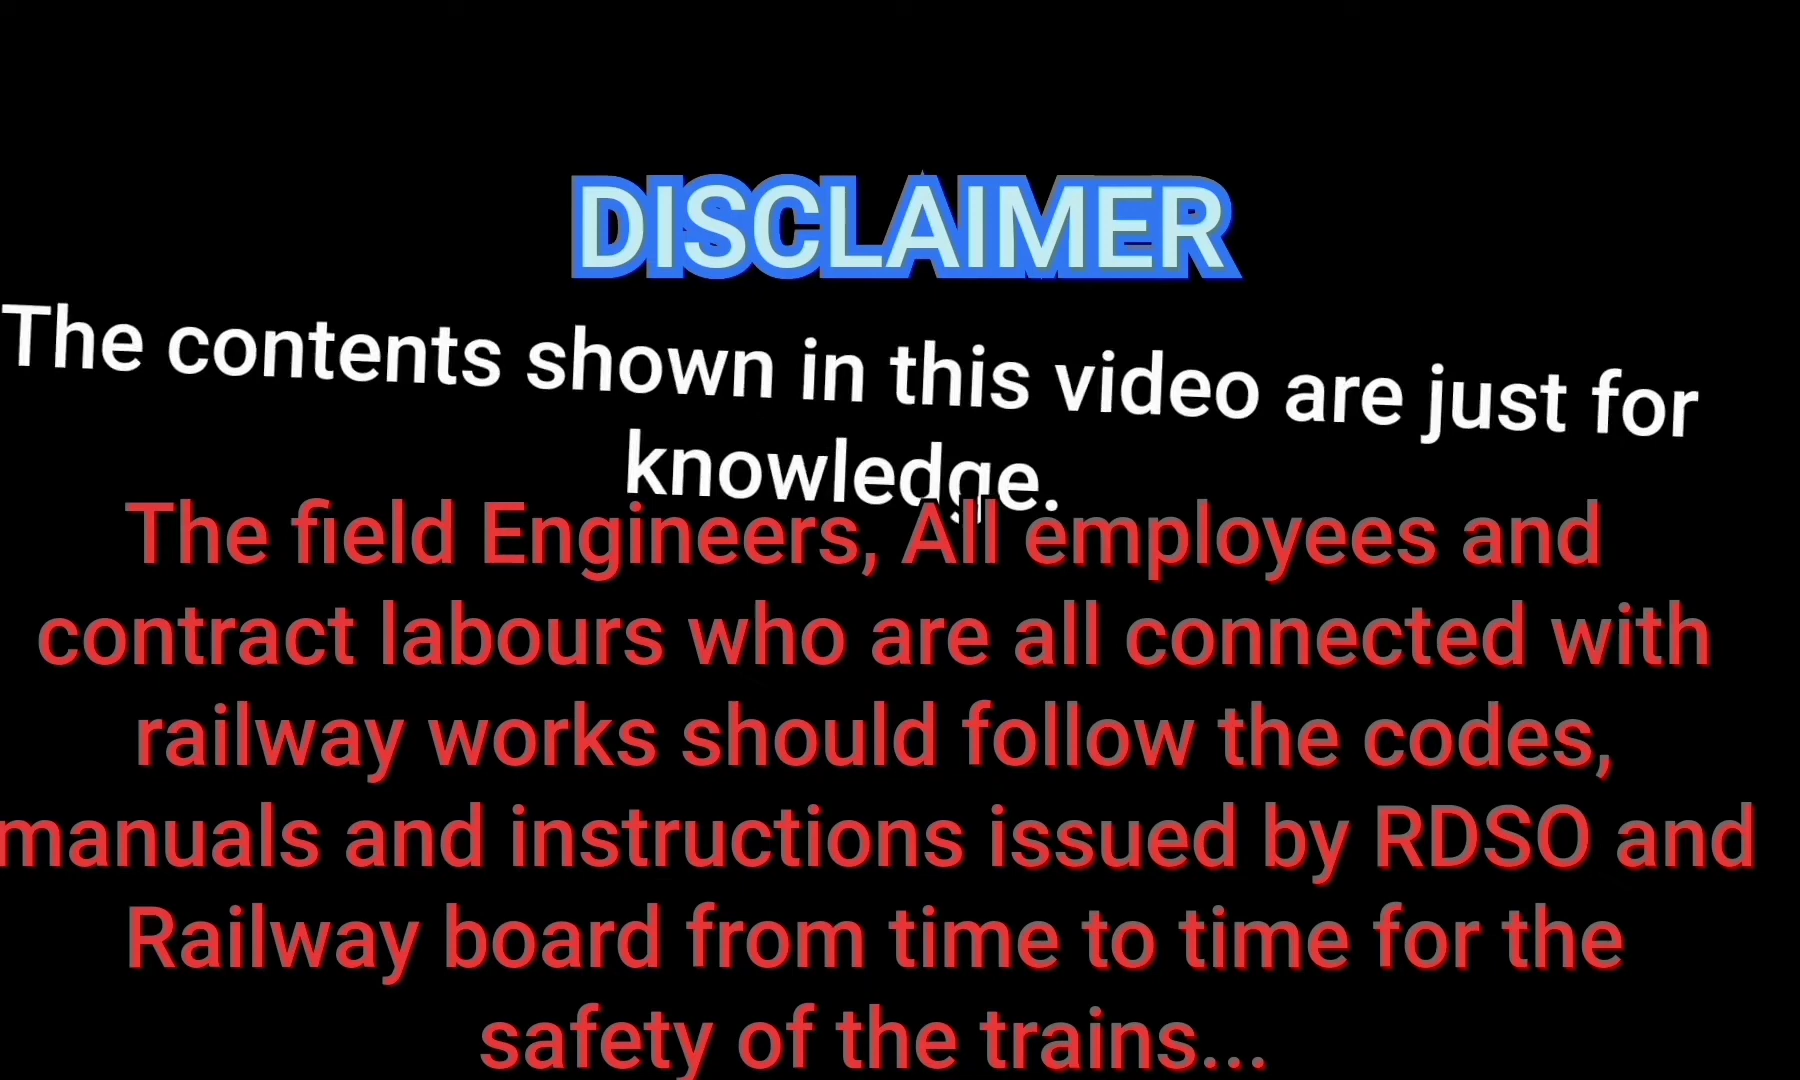 DISCLAIMER
The contents shown in this video are just for
knowledge.
The field Engineers, All employees and
contract labours who are all connected with
railway works should follow the codes,
manuals and instructions issued by RDSO and
Railway board from time to time for the
safety of the trains...